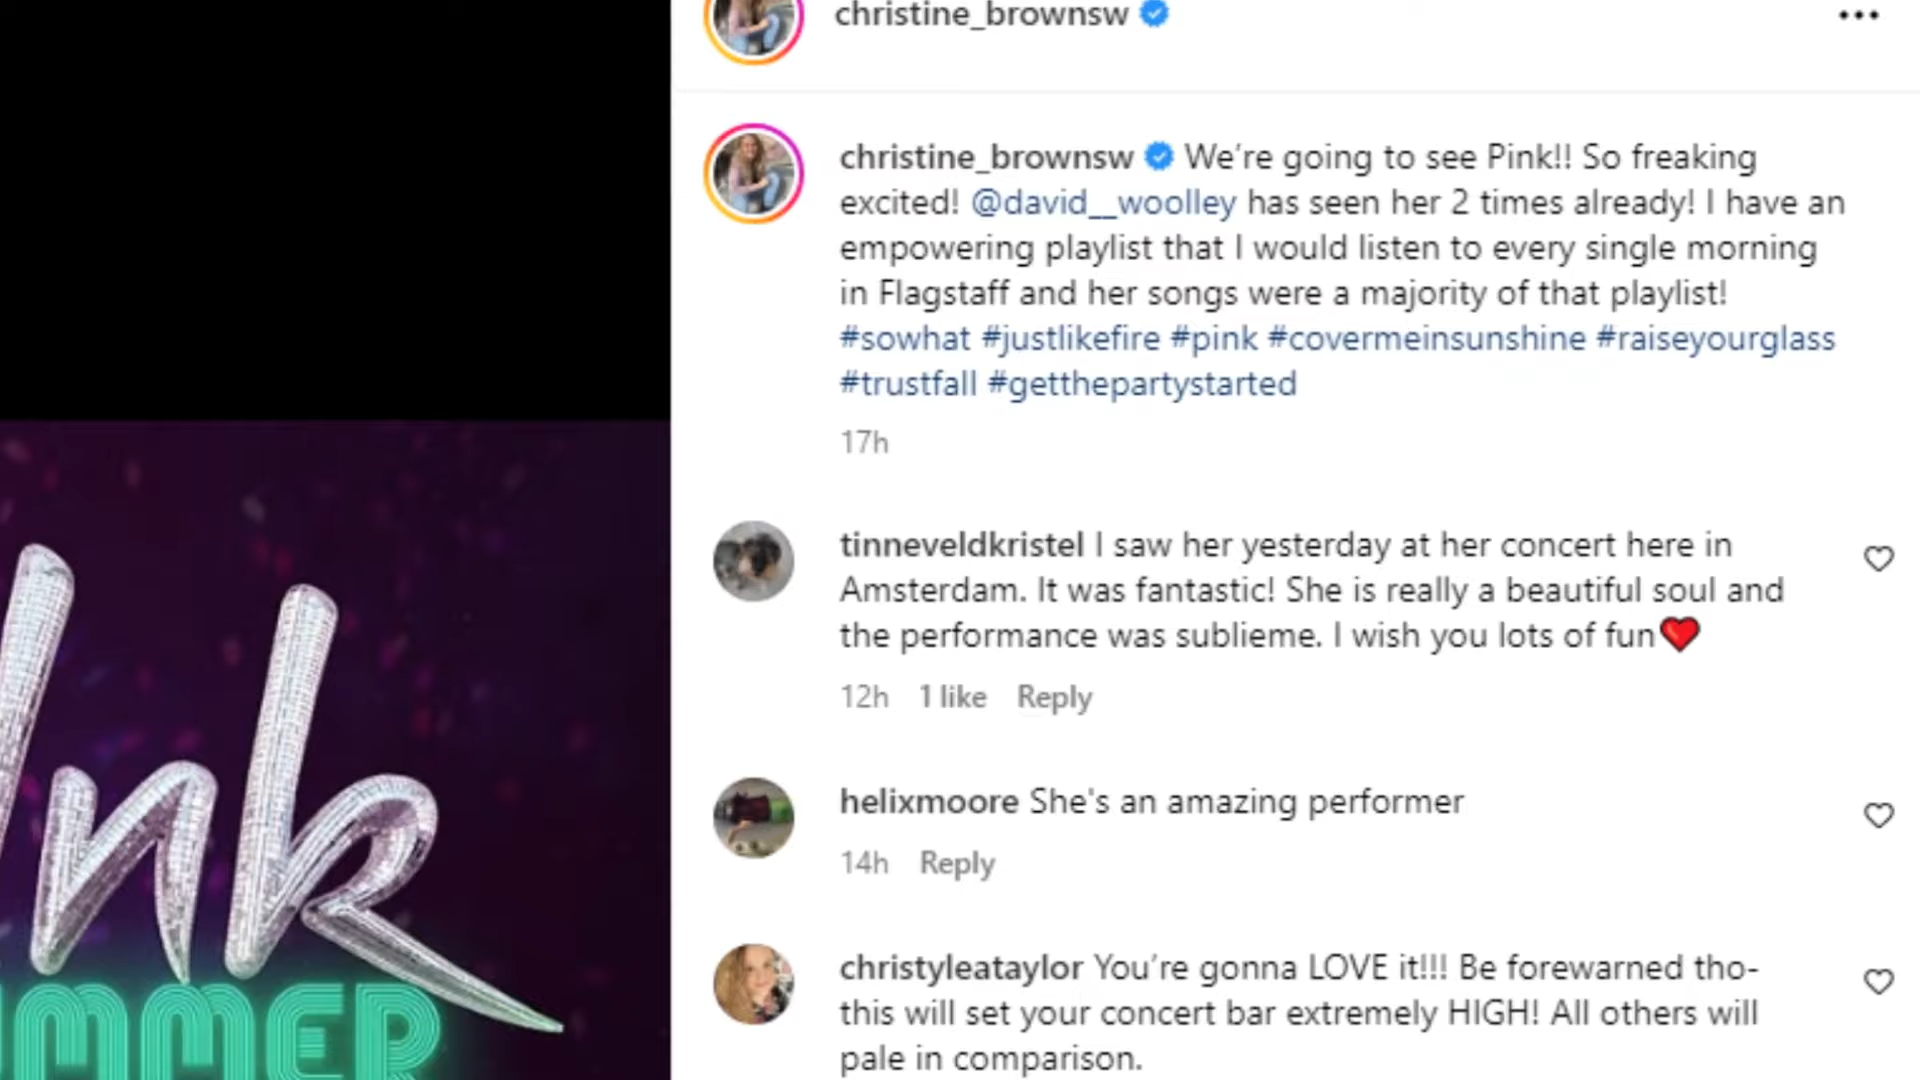 christine_brownsw
christine_brownsw We're going to see Pink!! So freaking
excited! @david__woolley has seen her 2 times already! I have an
empowering playlist that I would listen to every single morning
in Flagstaff and her songs were a majority of that playlist!
#sowhat #justlikefire #pink #covermeinsunshine #raiseyourglass
#trustfall #getthepartystarted
17h
tinneveldkristel I saw her yesterday at her concert here in
Amsterdam. It was fantastic! She is really a beautiful soul and
the performance was sublieme. I wish you lots of fun❤️
12h 1 like Reply
helixmoore She's an amazing performer
14h Reply
christyleataylor You're gonna LOVE it!!! Be forewarned tho-
this will set your concert bar extremely HIGH! All others will
pale in comparison.
nk
MMER